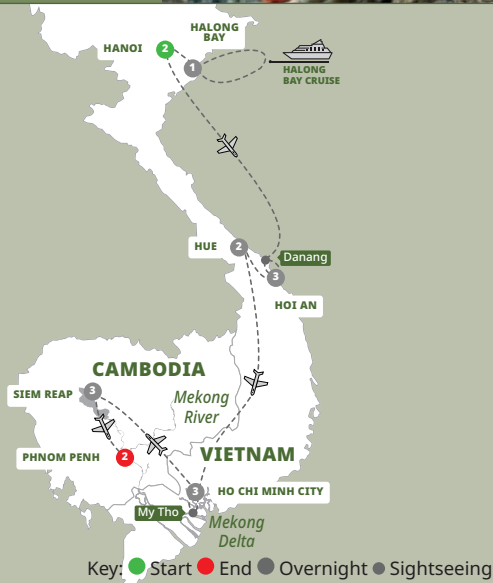 HALONG
BAY
HANOI
2
1
HALONG
BAY CRUISE
HUE
2
Danang
3
HOI AN
CAMBODIA
SIEM REAP
3
Mekong
River
PHNOM PENH
2
VIETNAM
3
HO CHI MINH CITY
My Tho
Mekong
Delta
Key: Start End Overnight Sightseeing